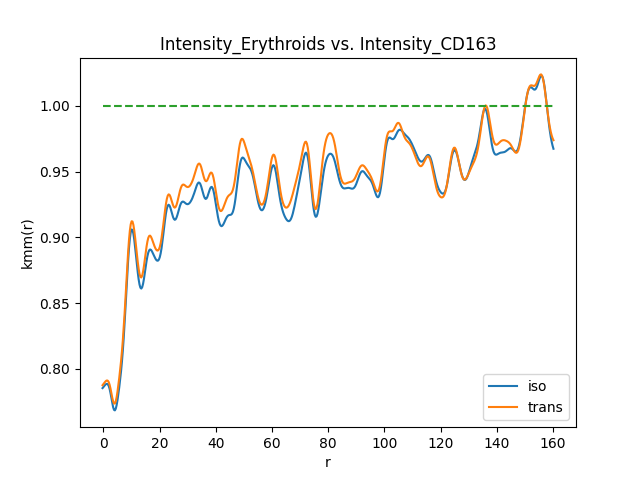 Intensity_Erythroids vs. Intensity_CD163
1.00
0.95
0.90
0.85
0.80
kmm(r)
0 20 40 60 80 100 120 140 160
r
iso
trans